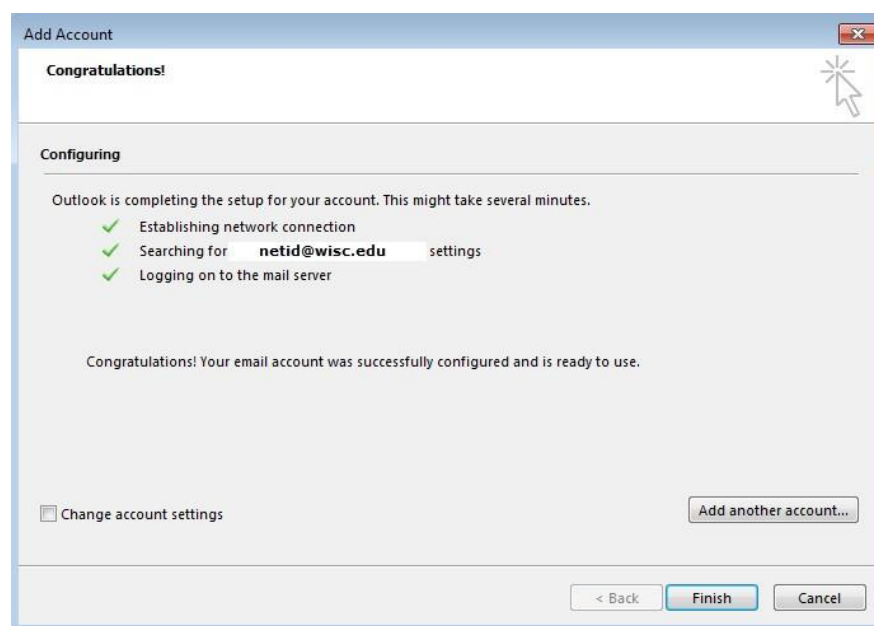 Add Account
Congratulations!
Configuring
Outlook is completing the setup for your account. This might take several minutes.
Establishing network connection
Searching for netid@wisc.edu settings
Logging on to the mail server
Congratulations! Your email account was successfully configured and is ready to use.
Change account settings
Add another account...
< Back Finish Cancel